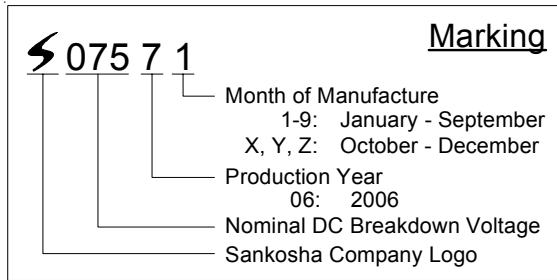 Marking
075 7 1
Month of Manufacture
1-9: January - September
X, Y, Z: October - December
Production Year
06: 2006
Nominal DC Breakdown Voltage
Sankosha Company Logo